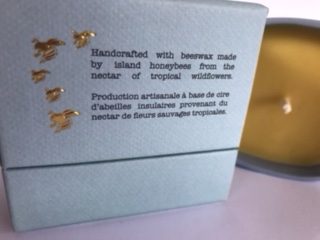 Handcrafted with beeswax made
by island honeybees from the
nectar of tropical wildflowers.
Production artisanale à base de cire
d'abeilles insulaires provenant du
nectar de fleurs sauvages tropicales.